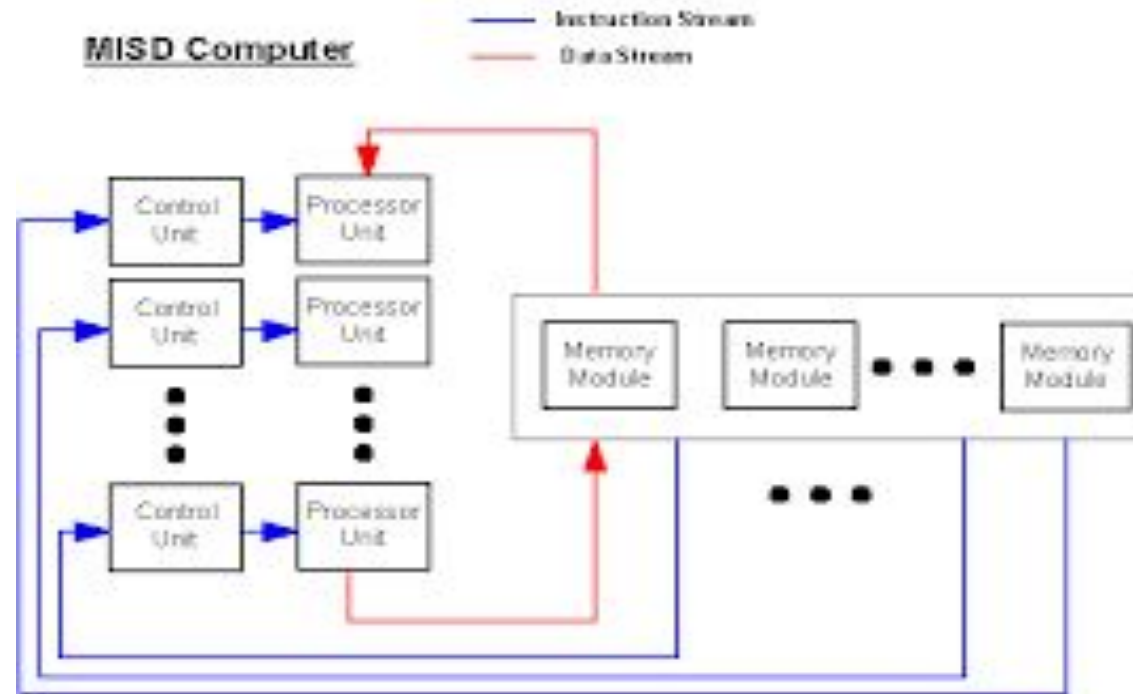 MISD Computer
Instruction Stream
Data Stream
Control
Unit
Processor
Unit
Control
Unit
Processor
Unit
Memory
Module
Memory
Module
Memory
Module
Control
Unit
Processor
Unit